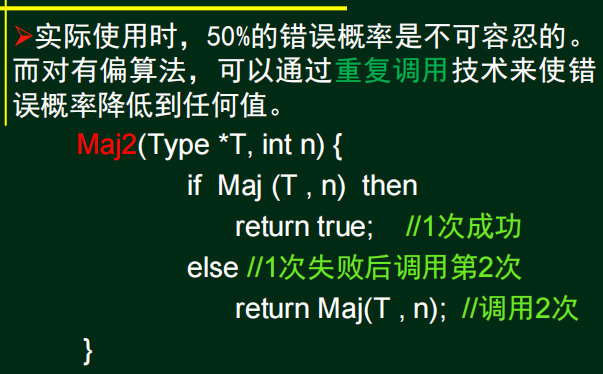 ➢实际使用时，50%的错误概率是不可容忍的。
而对有偏算法，可以通过重复调用技术来使错
误概率降低到任何值。
Maj2(Type *T, int n) {
if Maj (T , n) then
return true; //1次成功
else //1次失败后调用第2次
return Maj(T , n); //调用2次
}